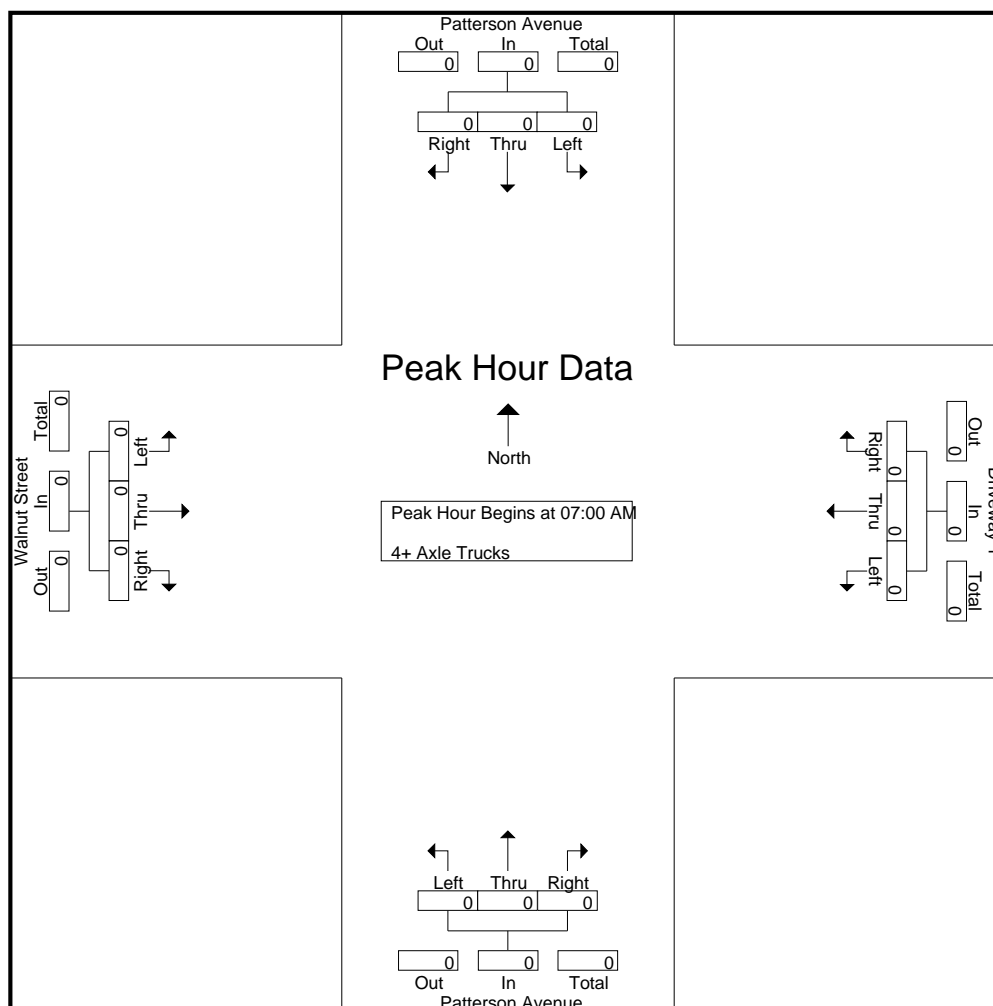 Patterson Avenue
Out In Total
0 0 0
0 0 0
Right Thru Left
Peak Hour Data
North
Peak Hour Begins at 07:00 AM
4+ Axle Trucks
Walnut Street
Total In Out
0 0 0
0 0 0
Left Thru Right
Right Thru Left
0 0 0
0 0 0
Out In Total
Left Thru Right
0 0 0
0 0 0
Out In Total
Patterson Avenue